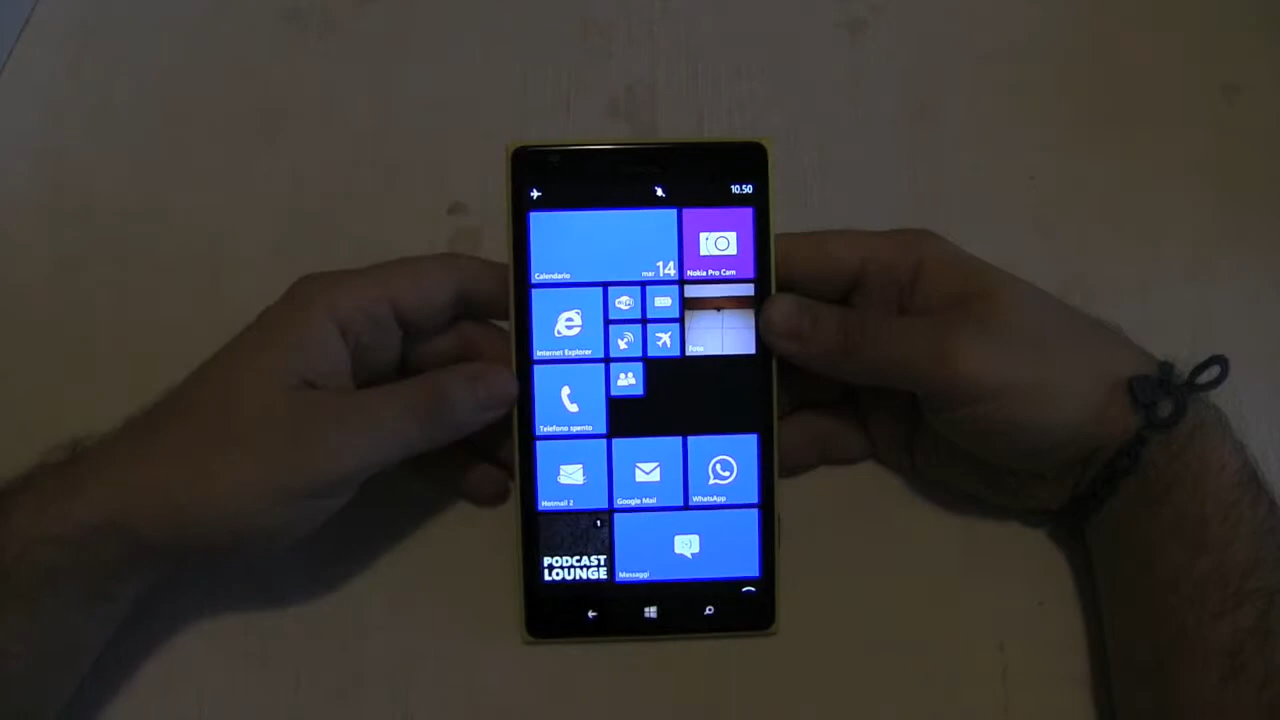 10.50
Calendario
mar 14
Nokia Pro Cam
Internet Explorer
WiFi
Foto
Telefono spento
Hotmail 2
Google Mail
WhatsApp
1
PODCAST
LOUNGE
:-)
Messaggi